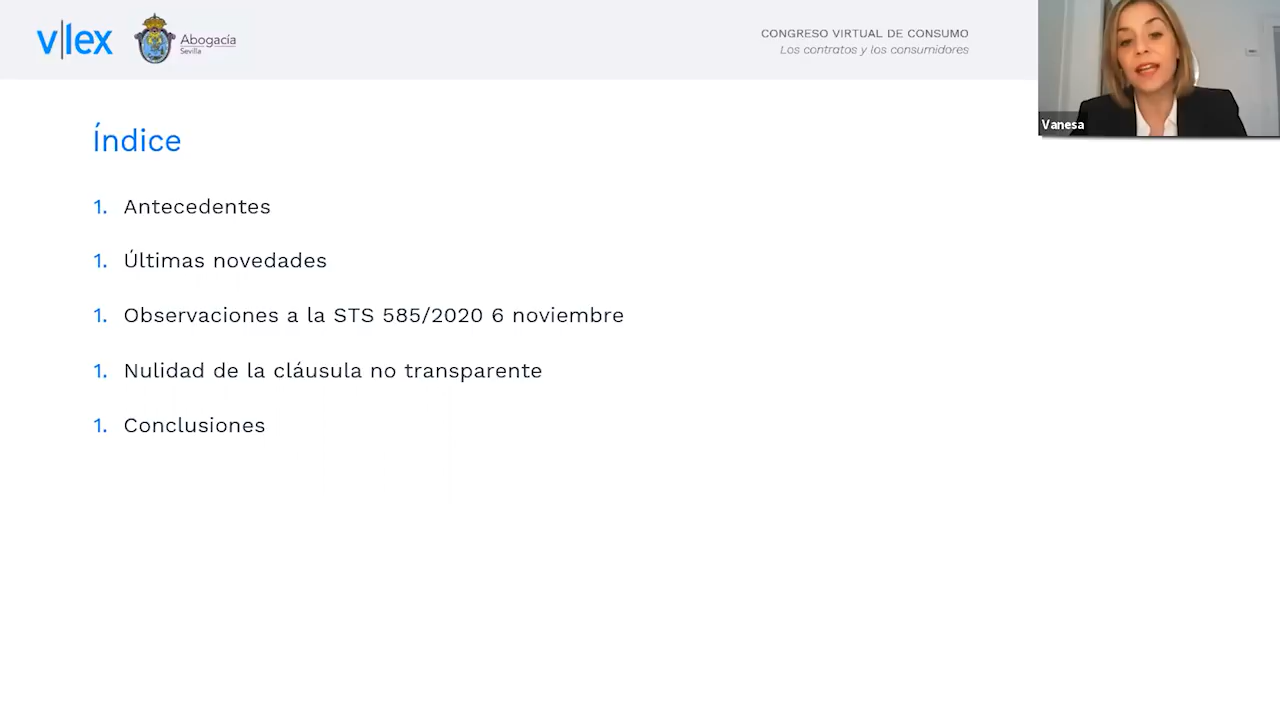 v|lex
Abogacía
Sevilla
CONGRESO VIRTUAL DE CONSUMO
Los contratos y los consumidores
Vanesa
Índice
1. Antecedentes
1. Últimas novedades
1. Observaciones a la STS 585/2020 6 noviembre
1. Nulidad de la cláusula no transparente
1. Conclusiones